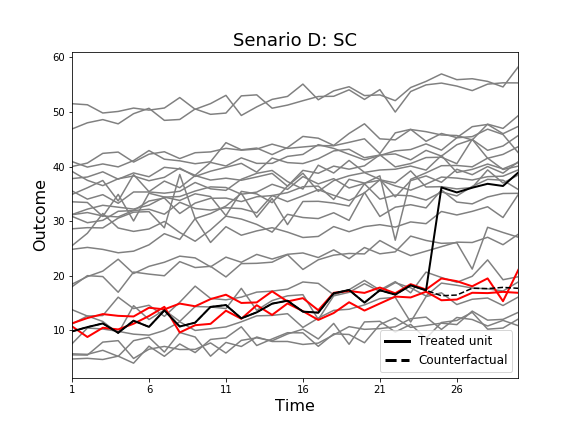 Senario D: SC
60
50
40
30
20
10
Outcome
1 6 11 16 21 26
Time
Treated unit
Counterfactual